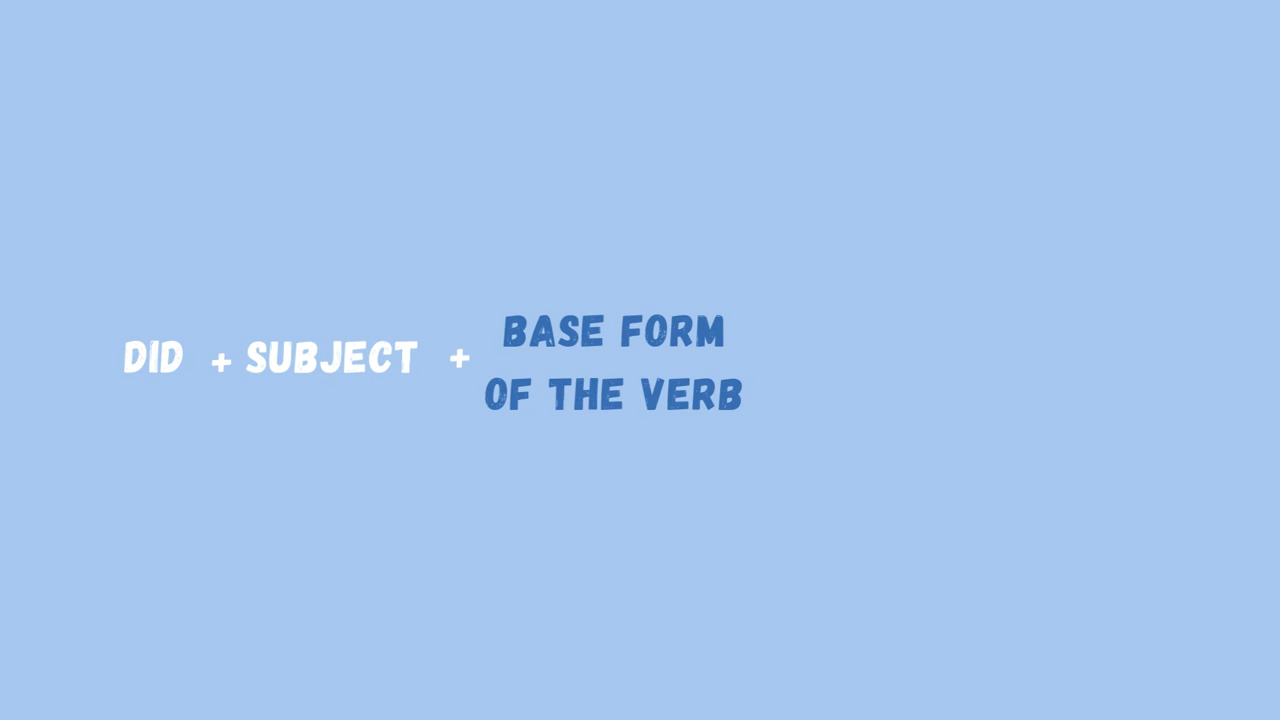 DID + SUBJECT +
BASE FORM
OF THE VERB